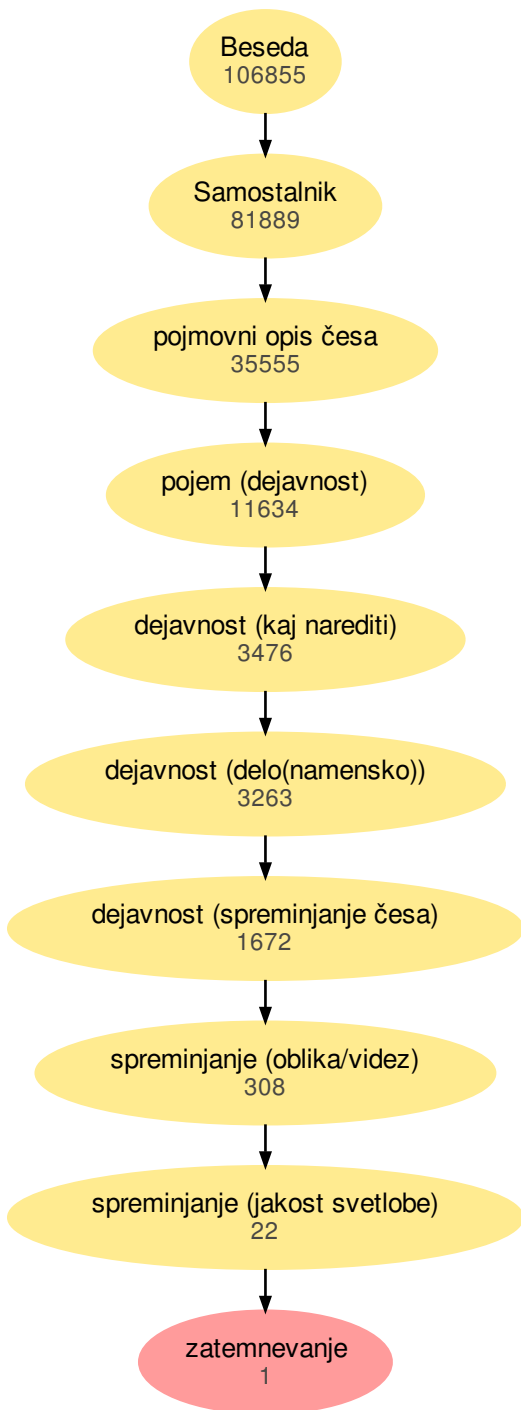 Beseda
106855
Samostalnik
81889
pojmovni opis česa
35555
pojem (dejavnost)
11634
dejavnost (kaj narediti)
3476
dejavnost (delo(namensko))
3263
dejavnost (spreminjanje česa)
1672
spreminjanje (oblika/videz)
308
spreminjanje (jakost svetlobe)
22
zatemnevanje
1